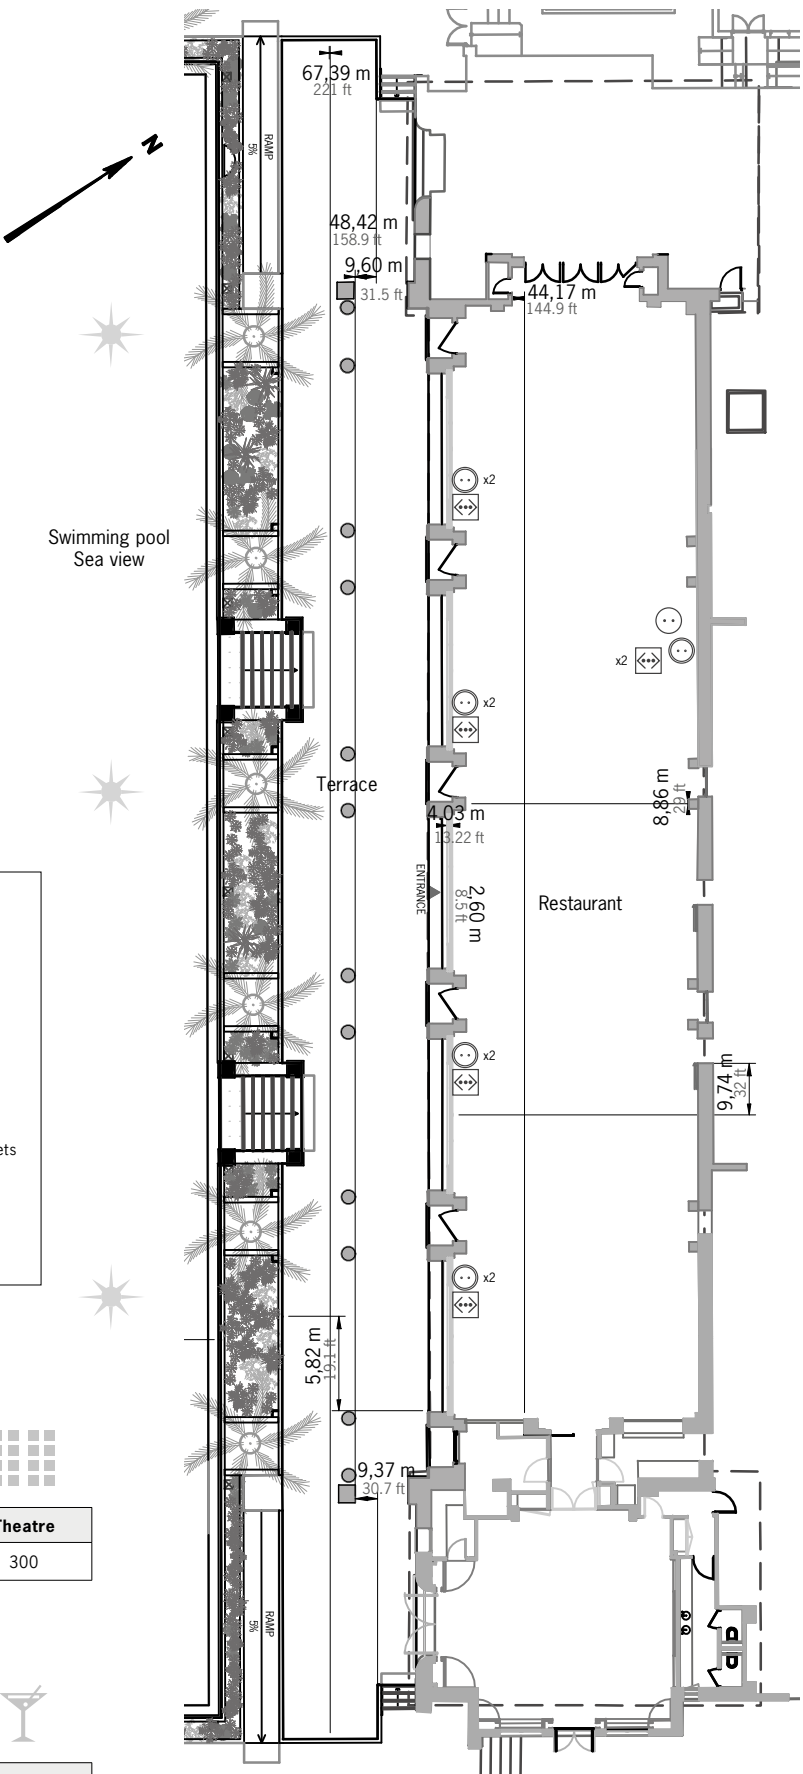 67,39 m
221 ft
RAMP
5%
N
48,42 m
158.9 ft
9,60 m
31.5 ft
44,17 m
144.9 ft
x2
Swimming pool
Sea view
x2
x2
Terrace
8,86 m
29 ft
4,03 m
13.22 ft
ENTRANCE
2,60 m
8.5 ft
Restaurant
x2
9,74 m
32 ft
ets
x2
5,82 m
19.1 ft
9,37 m
30.7 ft
Theatre
300
RAMP
5%